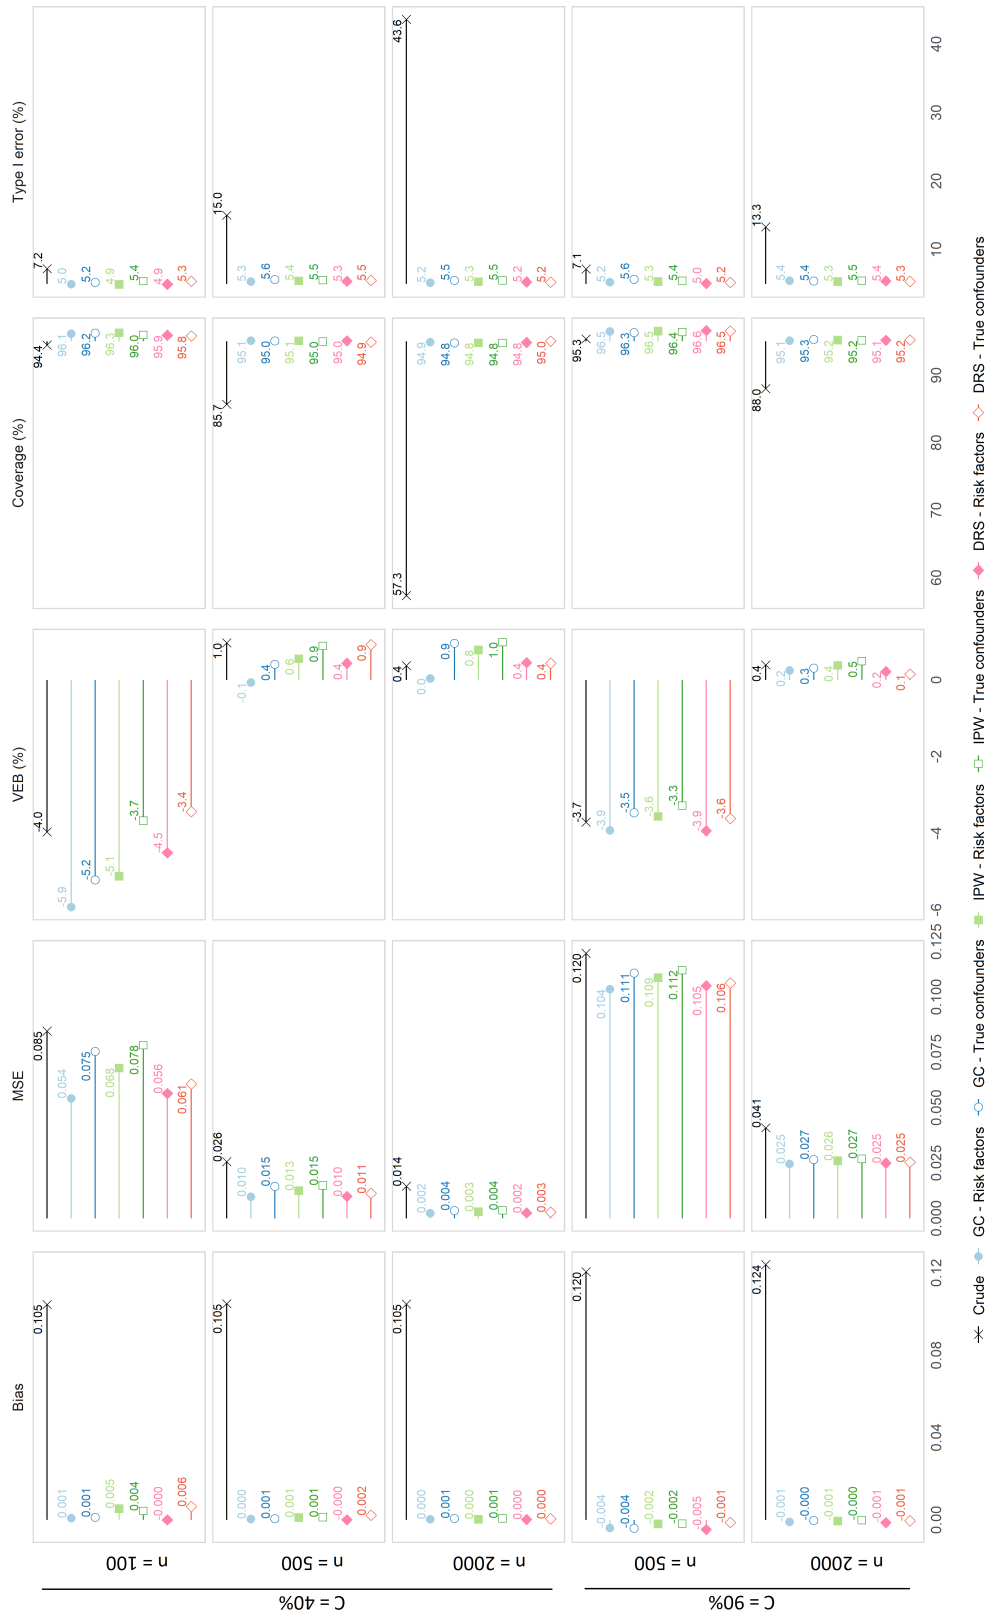 Bias MSE VEB (%) Coverage (%) Type I error (%)
C = 40%
n = 100
0.105 0.085 -4.0 94.4 7.2
0.001 0.054 -5.9 96.1 5.0
0.001 0.075 -5.2 96.2 5.2
0.005 0.068 -5.1 96.3 4.9
0.004 0.078 -3.7 96.0 5.4
-0.000 0.056 -4.5 95.9 4.9
0.006 0.061 -3.4 95.8 5.3
n = 500
0.105 0.026 1.0 85.7 15.0
0.000 0.010 -0.1 95.1 5.3
0.001 0.015 0.4 95.0 5.6
0.001 0.013 0.6 95.1 5.4
0.001 0.015 0.9 95.0 5.5
-0.000 0.010 0.4 95.0 5.3
0.002 0.011 0.9 94.9 5.5
n = 2000
0.105 0.014 0.4 57.3 43.6
0.000 0.002 0.0 94.9 5.2
0.001 0.004 0.9 94.8 5.5
0.000 0.003 0.8 94.8 5.3
0.001 0.004 1.0 94.8 5.5
0.000 0.002 0.4 94.8 5.2
0.000 0.003 0.4 95.0 5.2
C = 90%
n = 500
0.120 0.120 -3.7 95.3 7.1
-0.004 0.104 -3.9 96.5 5.2
-0.004 0.111 -3.5 96.3 5.6
-0.002 0.109 -3.6 96.5 5.3
-0.002 0.112 -3.3 96.4 5.4
-0.005 0.105 -3.9 96.6 5.0
-0.001 0.106 -3.6 96.5 5.2
n = 2000
0.124 0.041 0.4 88.0 13.3
-0.001 0.025 0.2 95.1 5.4
-0.000 0.027 0.3 95.3 5.4
-0.001 0.026 0.4 95.2 5.3
-0.000 0.027 0.5 95.2 5.5
-0.001 0.025 0.2 95.1 5.4
-0.001 0.025 0.1 95.2 5.3
0.00 0.04 0.08 0.12 0.000 0.025 0.050 0.075 0.100 0.125 -6 -4 -2 0 60 70 80 90 10 20 30 40
Crude GC - Risk factors GC - True confounders IPW - Risk factors IPW - True confounders DRS - Risk factors DRS - True confounders